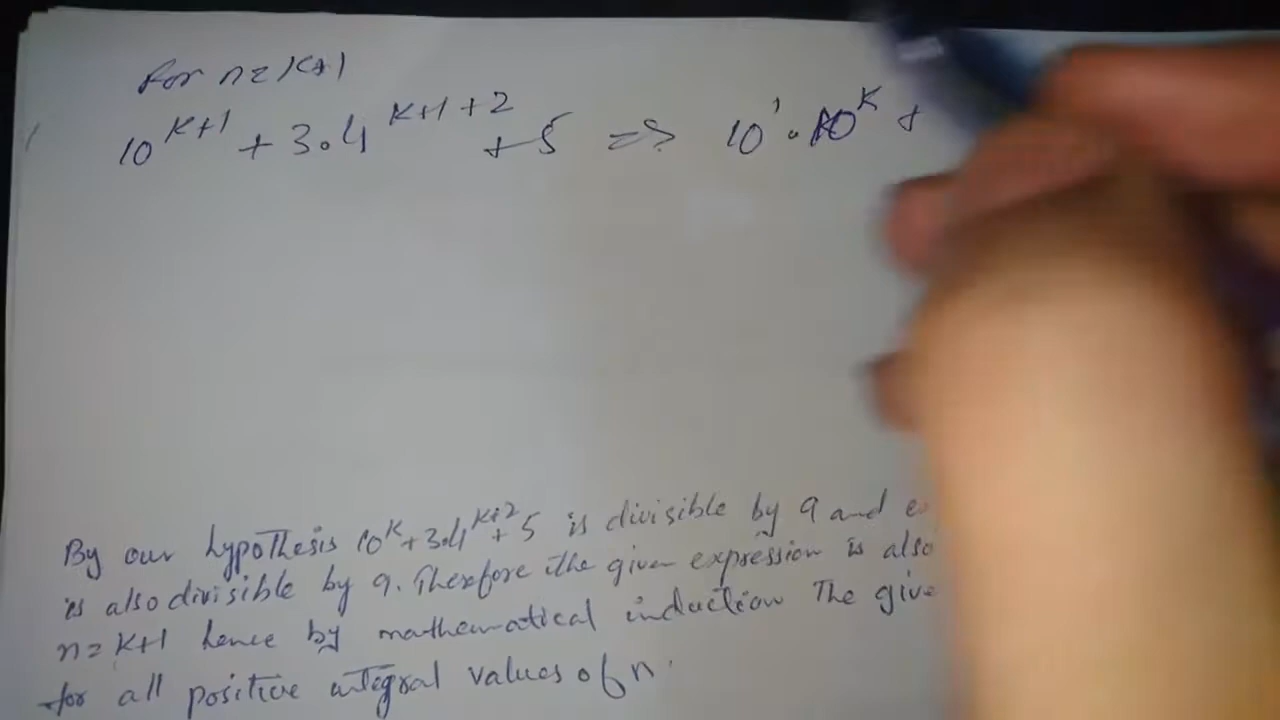 For n=k+1
10^{k+1} + 3.4^{k+1+2} + 5 => 10^1 . 10^k +
By our hypothesis 10^k + 3.4^{k+2} + 5 is divisible by 9 and
is also divisible by 9. Therefore the given expression is also
n=k+1 hence by mathematical induction The give
for all positive integral values of n.